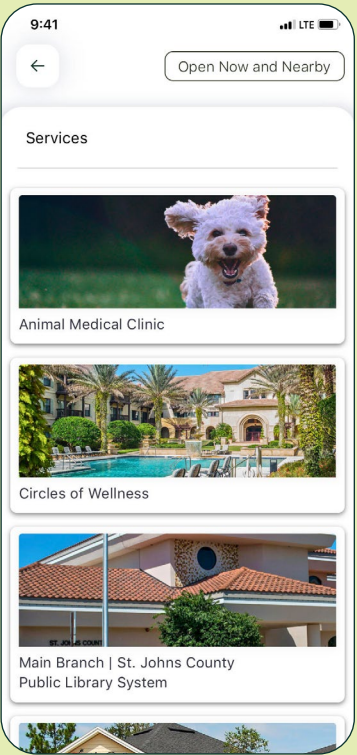 9:41
LTE
Open Now and Nearby
Services
Animal Medical Clinic
Circles of Wellness
ST. JOHNS COUNT
Main Branch | St. Johns County
Public Library System